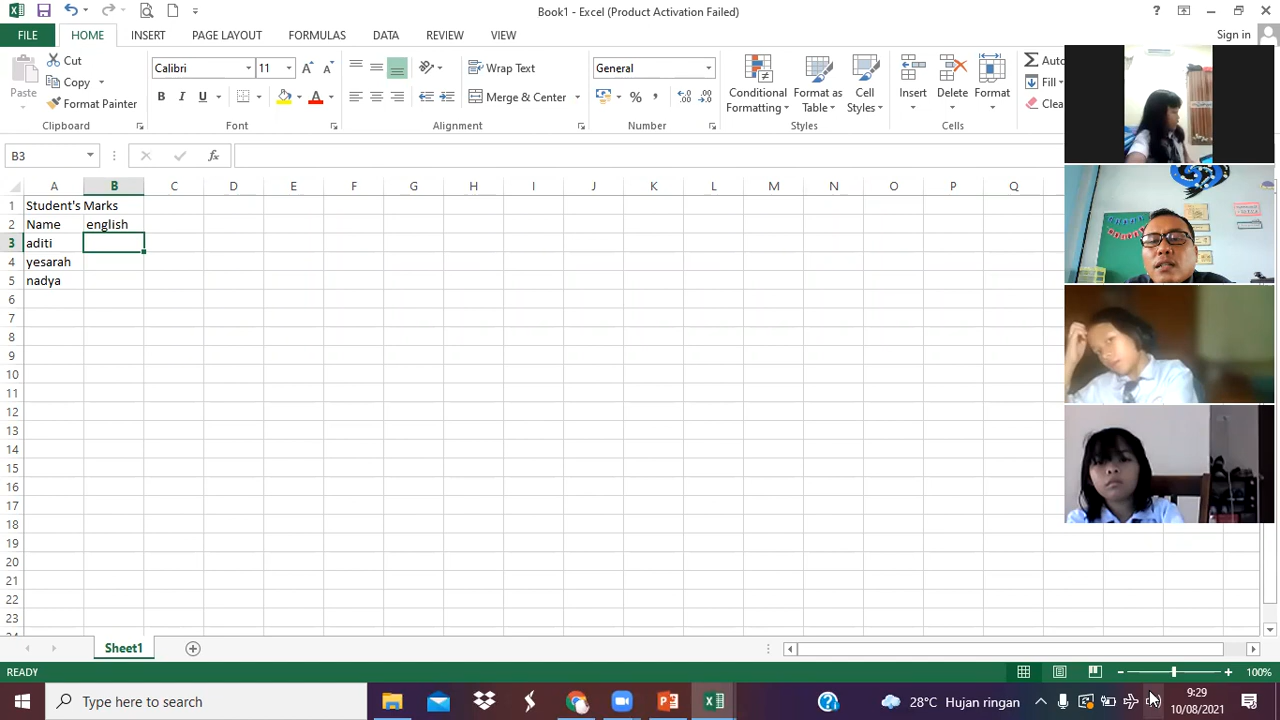 Book1 - Excel (Product Activation Failed)
FILE HOME INSERT PAGE LAYOUT FORMULAS DATA REVIEW VIEW Sign in
Paste
Cut
Copy
Format Painter
Clipboard
Calibri 11
B I U
Font
Wrap Text
Merge & Center
Alignment
General
Number
Conditional Formatting
Format as Table
Cell Styles
Styles
Insert
Delete
Format
Cells
Auto
Fill
Clea
B3
fx
A B C D E F G H I J K L M N O P Q
1 Student's Marks
2 Name english
3 aditi
4 yesarah
5 nadya
6
7
8
9
10
11
12
13
14
15
16
17
18
19
20
21
22
23
24
Sheet1
READY 100%
Type here to search
28°C Hujan ringan
9:29
10/08/2021